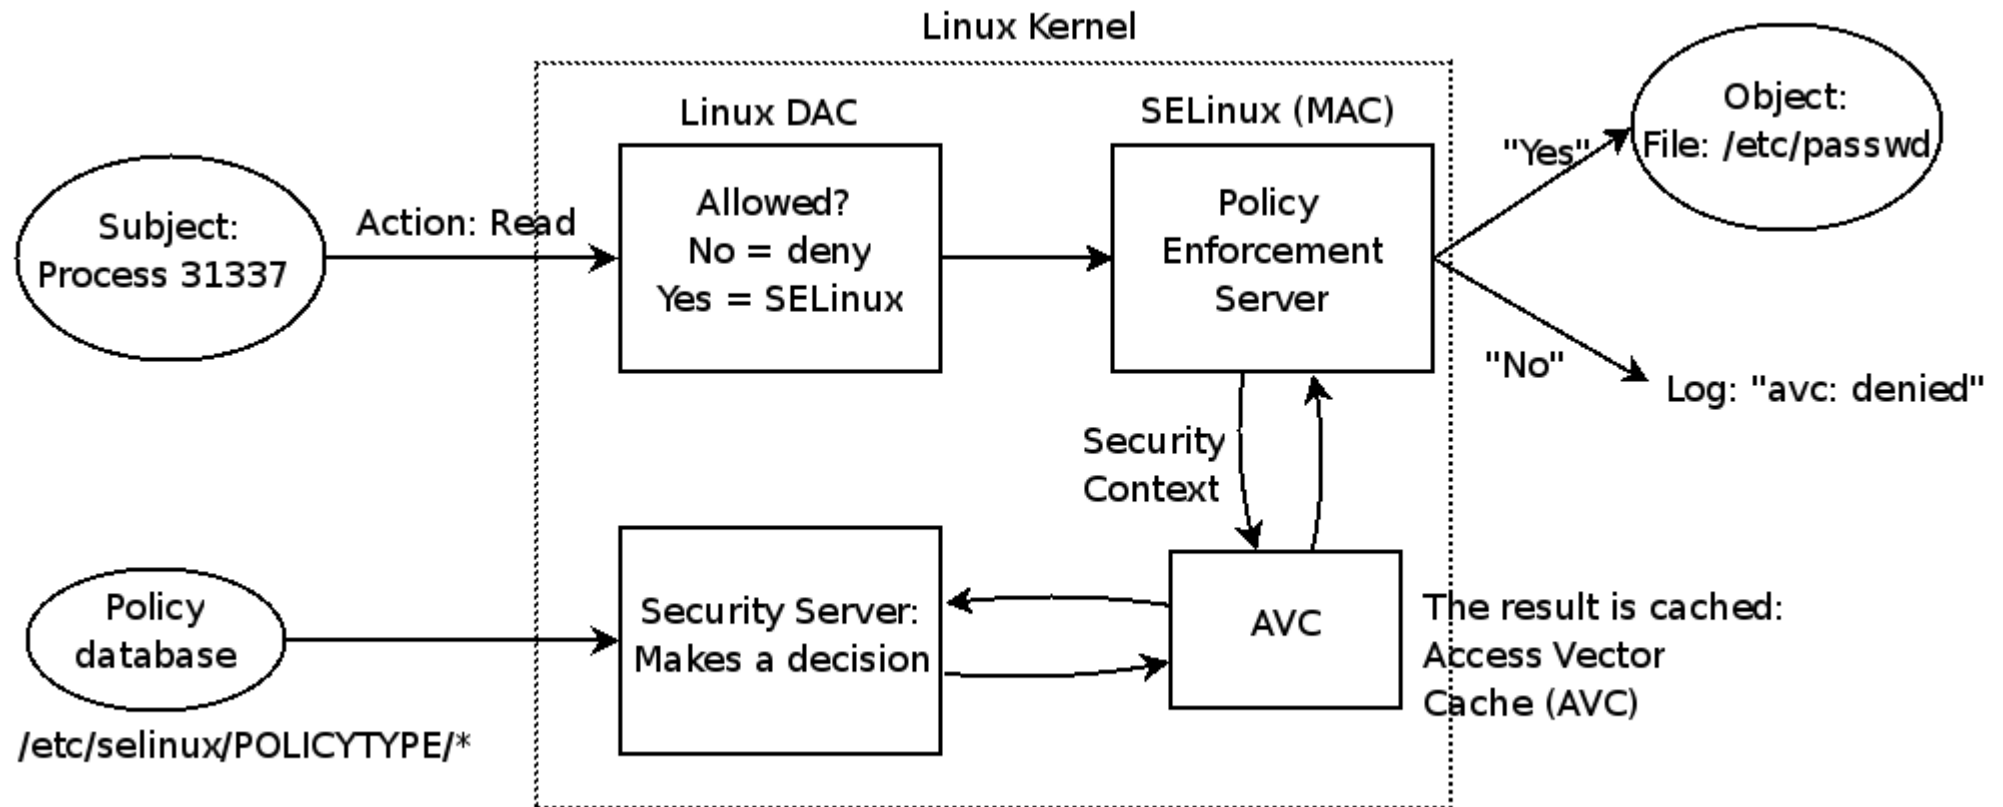 Linux Kernel
Linux DAC
SELinux (MAC)
Subject:
Process 31337
Action: Read
Allowed?
No = deny
Yes = SELinux
Policy
Enforcement
Server
"Yes"
Object:
File: /etc/passwd
"No"
Log: "avc: denied"
Security
Context
Policy
database
/etc/selinux/POLICYTYPE/*
Security Server:
Makes a decision
AVC
The result is cached:
Access Vector
Cache (AVC)